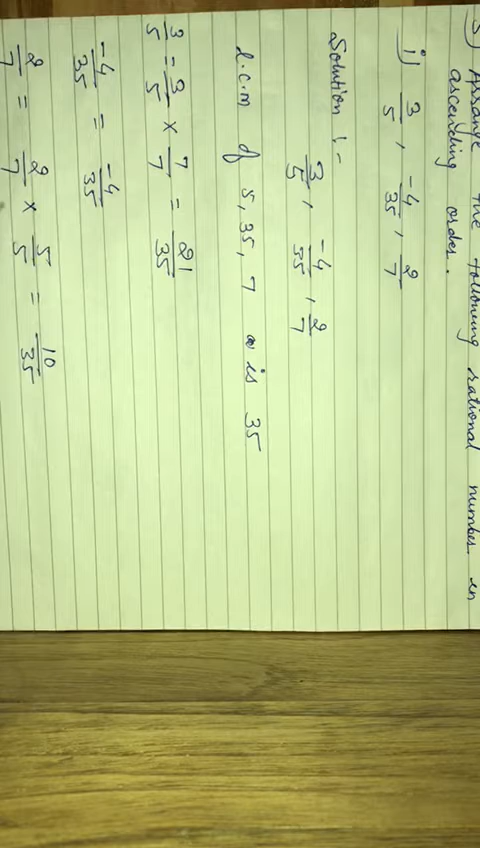 3) Arrange the following rational number in
ascending order.
i) 3/5, -4/35, 2/7
Solution :-
3/5, -4/35, 2/7
L.C.M of 5, 35, 7 is 35
3/5 = 3/5 × 7/7 = 21/35
-4/35 = -4/35
2/7 = 2/7 × 5/5 = 10/35